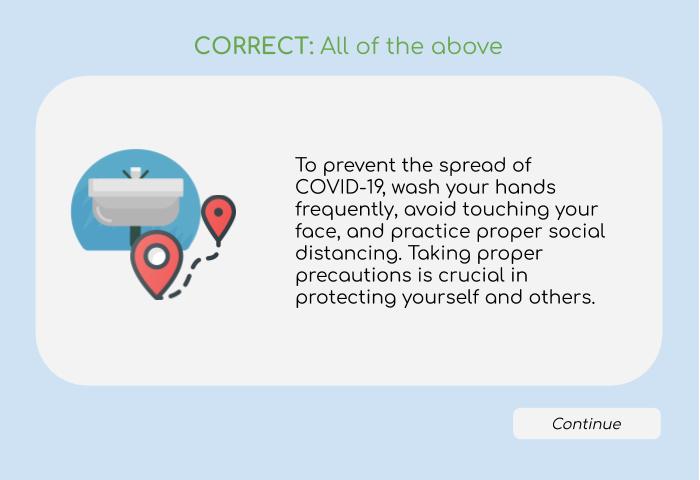 CORRECT: All of the above
To prevent the spread of
COVID-19, wash your hands
frequently, avoid touching your
face, and practice proper social
distancing. Taking proper
precautions is crucial in
protecting yourself and others.
Continue